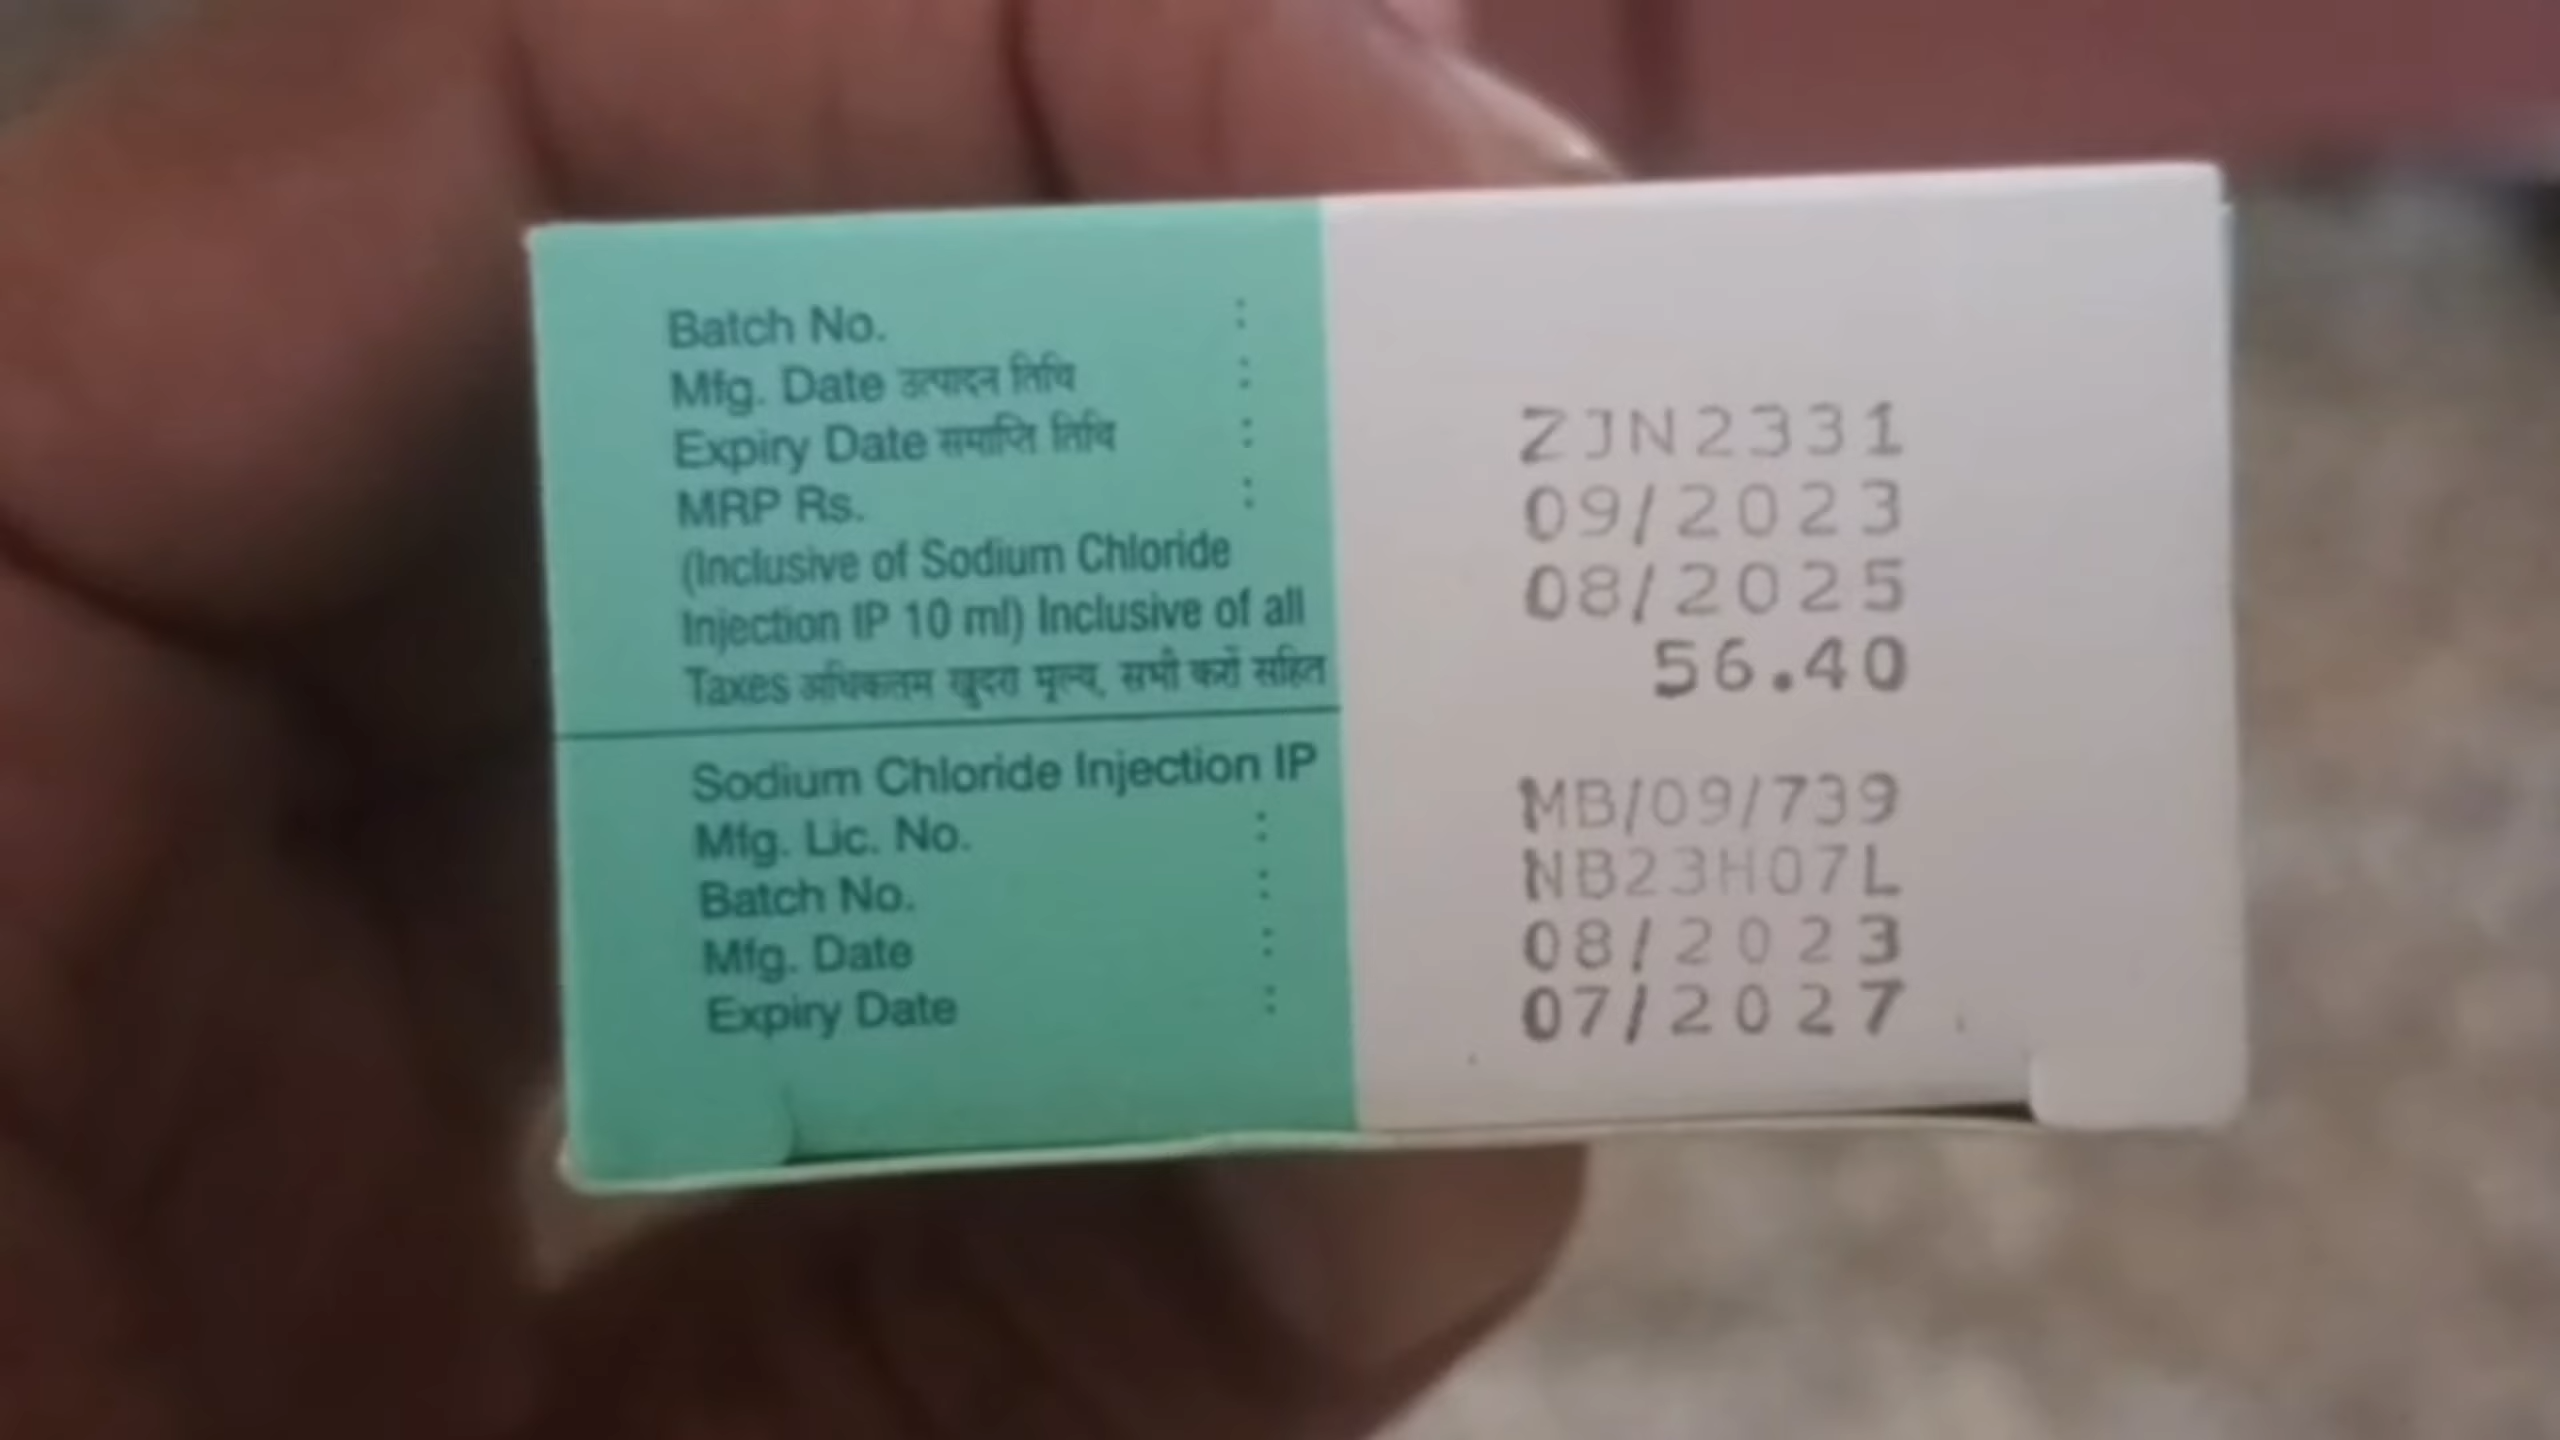 Batch No. :
Mfg. Date उत्पादन तिथि :
Expiry Date समाप्ति तिथि :
MRP Rs. :
(Inclusive of Sodium Chloride
Injection IP 10 ml) Inclusive of all
Taxes अधिकतम खुदरा मूल्य, सभी करों सहित
ZJN2331
09/2023
08/2025
56.40
Sodium Chloride Injection IP
Mfg. Lic. No. :
Batch No. :
Mfg. Date :
Expiry Date :
MB/09/739
NB23H07L
08/2023
07/2027